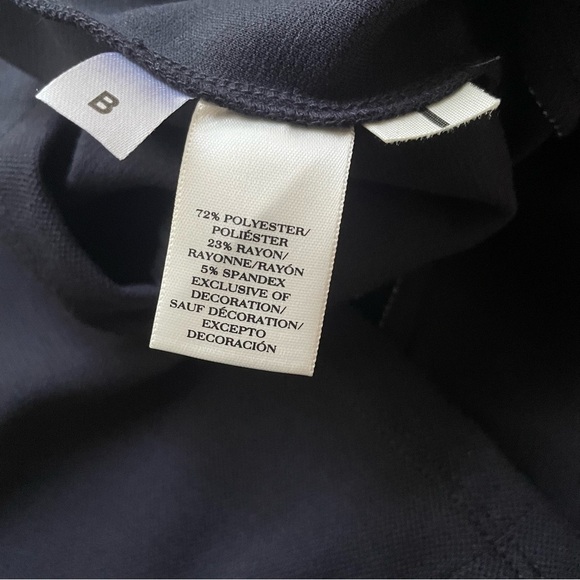 B
72% POLYESTER/
POLIÉSTER
23% RAYON/
RAYONNE/RAYÓN
5% SPANDEX
EXCLUSIVE OF
DECORATION/
SAUF DÉCORATION/
EXCEPTO
DECORACIÓN